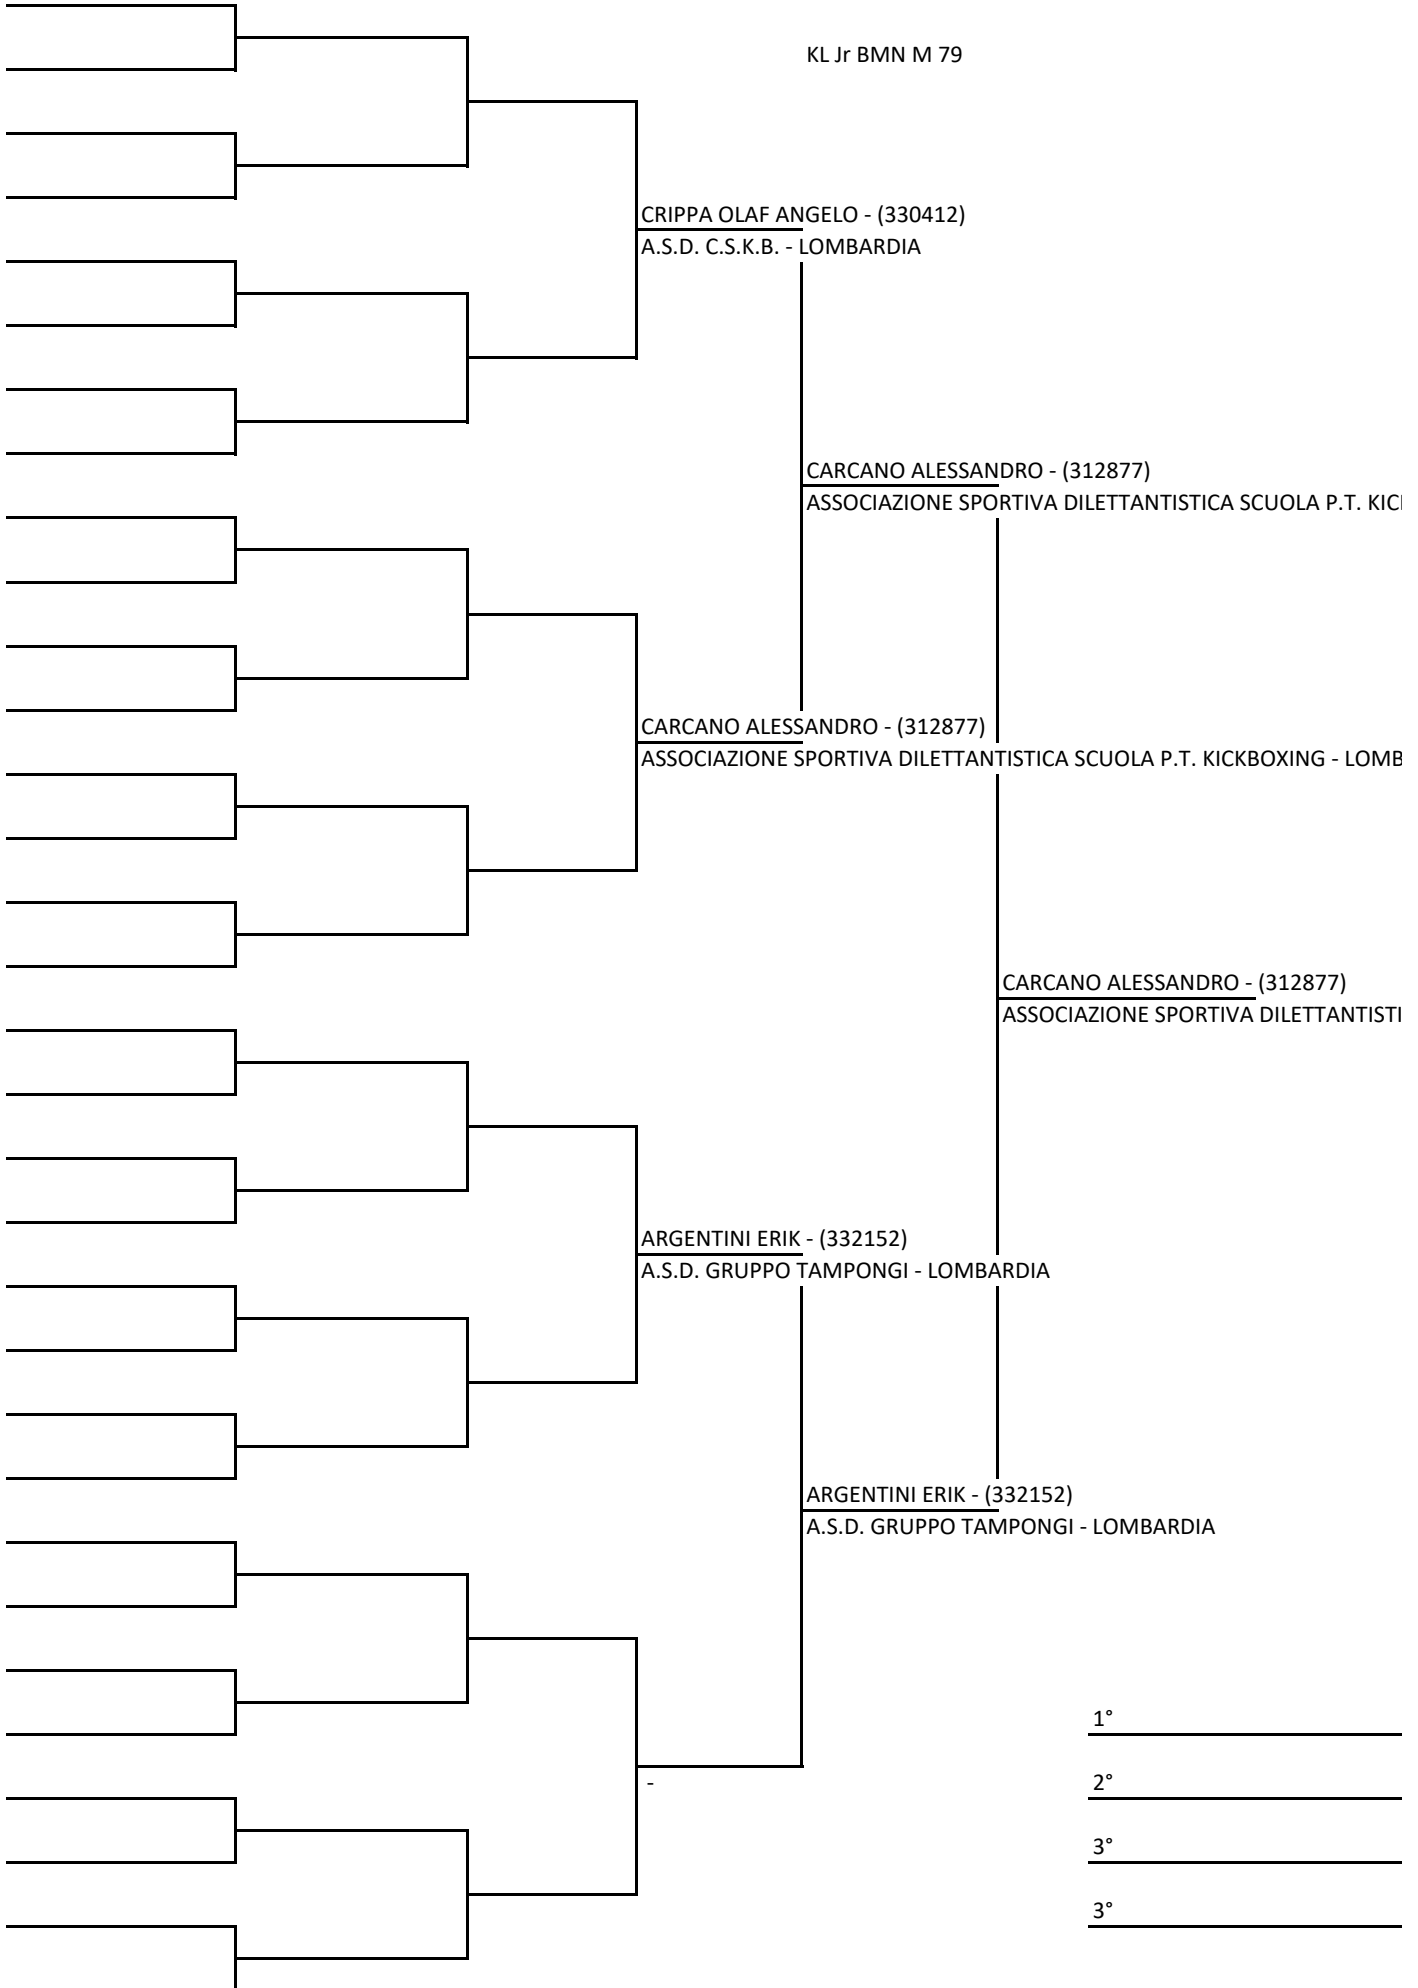 KL Jr BMN M 79
CRIPPA OLAF ANGELO - (330412)
A.S.D. C.S.K.B. - LOMBARDIA
CARCANO ALESSANDRO - (312877)
ASSOCIAZIONE SPORTIVA DILETTANTISTICA SCUOLA P.T. KIC
CARCANO ALESSANDRO - (312877)
ASSOCIAZIONE SPORTIVA DILETTANTISTICA SCUOLA P.T. KICKBOXING - LOMB
CARCANO ALESSANDRO - (312877)
ASSOCIAZIONE SPORTIVA DILETTANTISTI
ARGENTINI ERIK - (332152)
A.S.D. GRUPPO TAMPONGI - LOMBARDIA
ARGENTINI ERIK - (332152)
A.S.D. GRUPPO TAMPONGI - LOMBARDIA
1°
-
2°
3°
3°